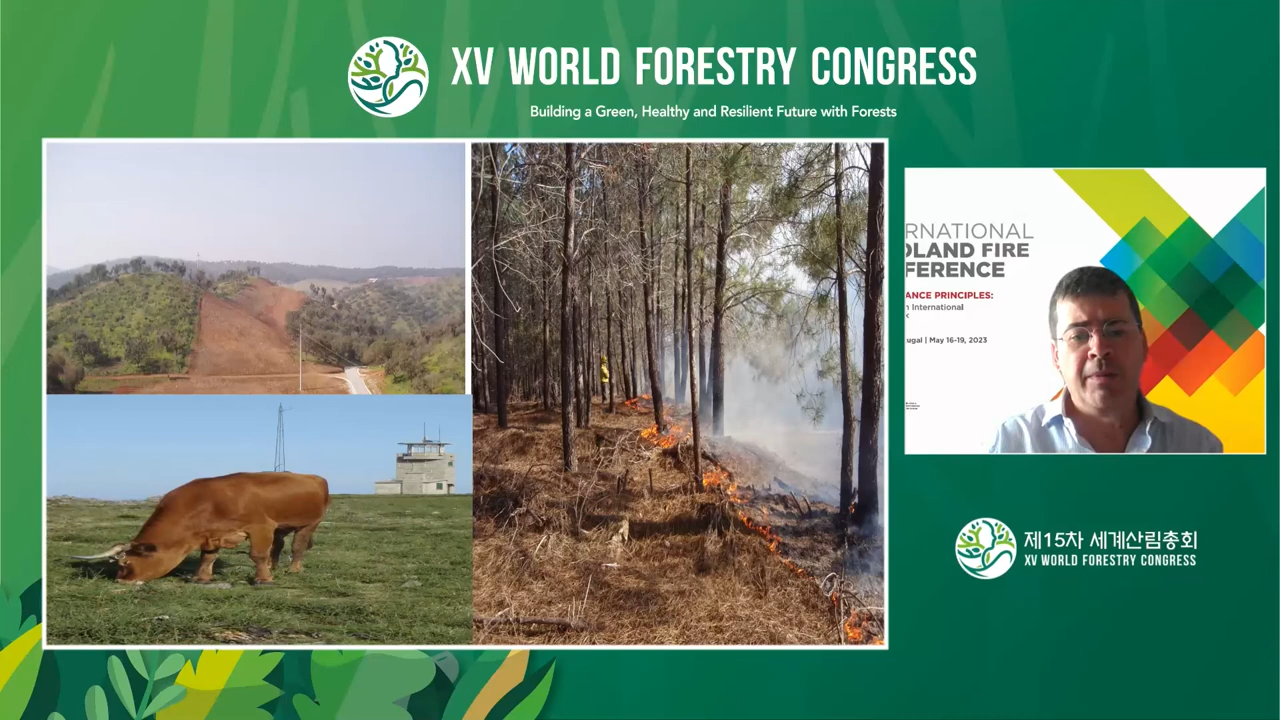 XV WORLD FORESTRY CONGRESS
Building a Green, Healthy and Resilient Future with Forests
RNATIONAL
DLAND FIRE
FERENCE
ANCE PRINCIPLES:
International
ugal | May 16-19, 2023
제15차 세계산림총회
XV WORLD FORESTRY CONGRESS